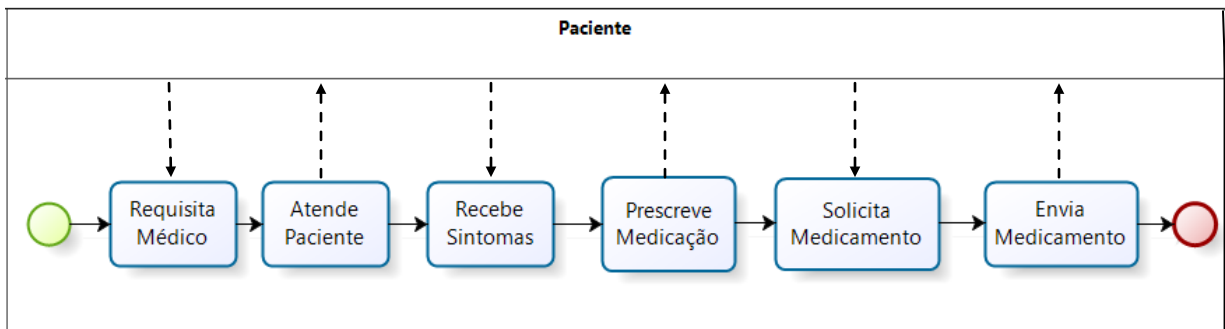 Paciente
Requisita
Médico
Atende
Paciente
Recebe
Sintomas
Prescreve
Medicação
Solicita
Medicamento
Envia
Medicamento